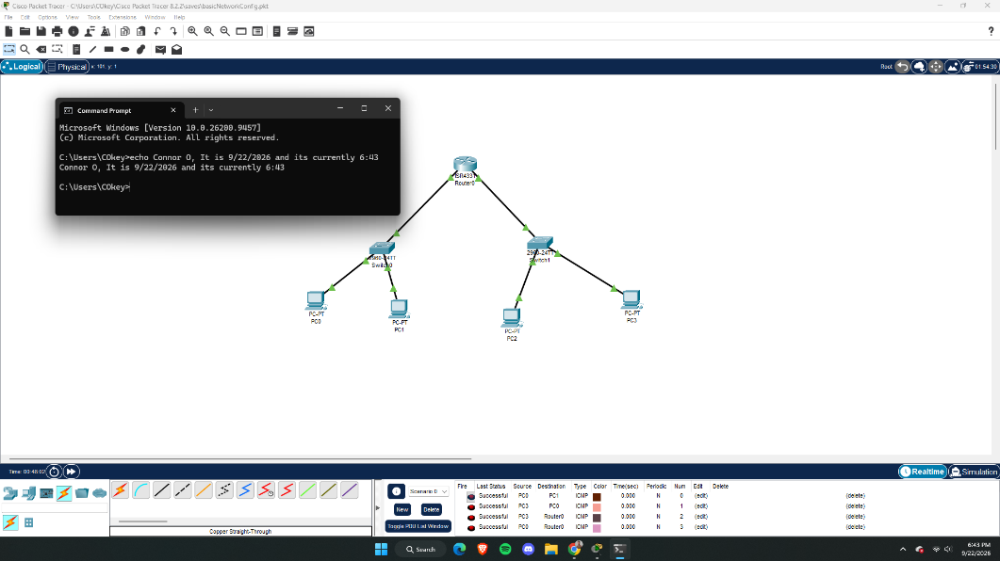 Cisco Packet Tracer - C:\Users\COkey\Cisco Packet Tracer 8.2.2\saves\basicNetworkConfig.pkt
File Edit Options View Tools Extensions Window Help
?
Logical Physical x: 101, y: 1 Root 01:54:30
Command Prompt
Microsoft Windows [Version 10.0.26200.9457]
(c) Microsoft Corporation. All rights reserved.
C:\Users\COkey>echo Connor O, It is 9/22/2026 and its currently 6:43
Connor O, It is 9/22/2026 and its currently 6:43
C:\Users\COkey>
ISR4331
Router0
2960-24TT
Switch0
2960-24TT
Switch1
PC-PT
PC0
PC-PT
PC1
PC-PT
PC2
PC-PT
PC3
Time: 00:46:02 Realtime Simulation
Scenario 0
New Delete
Toggle PDU List Window
Fire Last Status Source Destination Type Color Time(sec) Periodic Num Edit Delete
Successful PC0 PC1 ICMP 0.000 N 0 (edit) (delete)
Successful PC3 PC0 ICMP 0.000 N 1 (edit) (delete)
Successful PC3 Router0 ICMP 0.000 N 2 (edit) (delete)
Successful PC0 Router0 ICMP 0.000 N 3 (edit) (delete)
Copper Straight-Through
Search
6:43 PM
9/22/2026